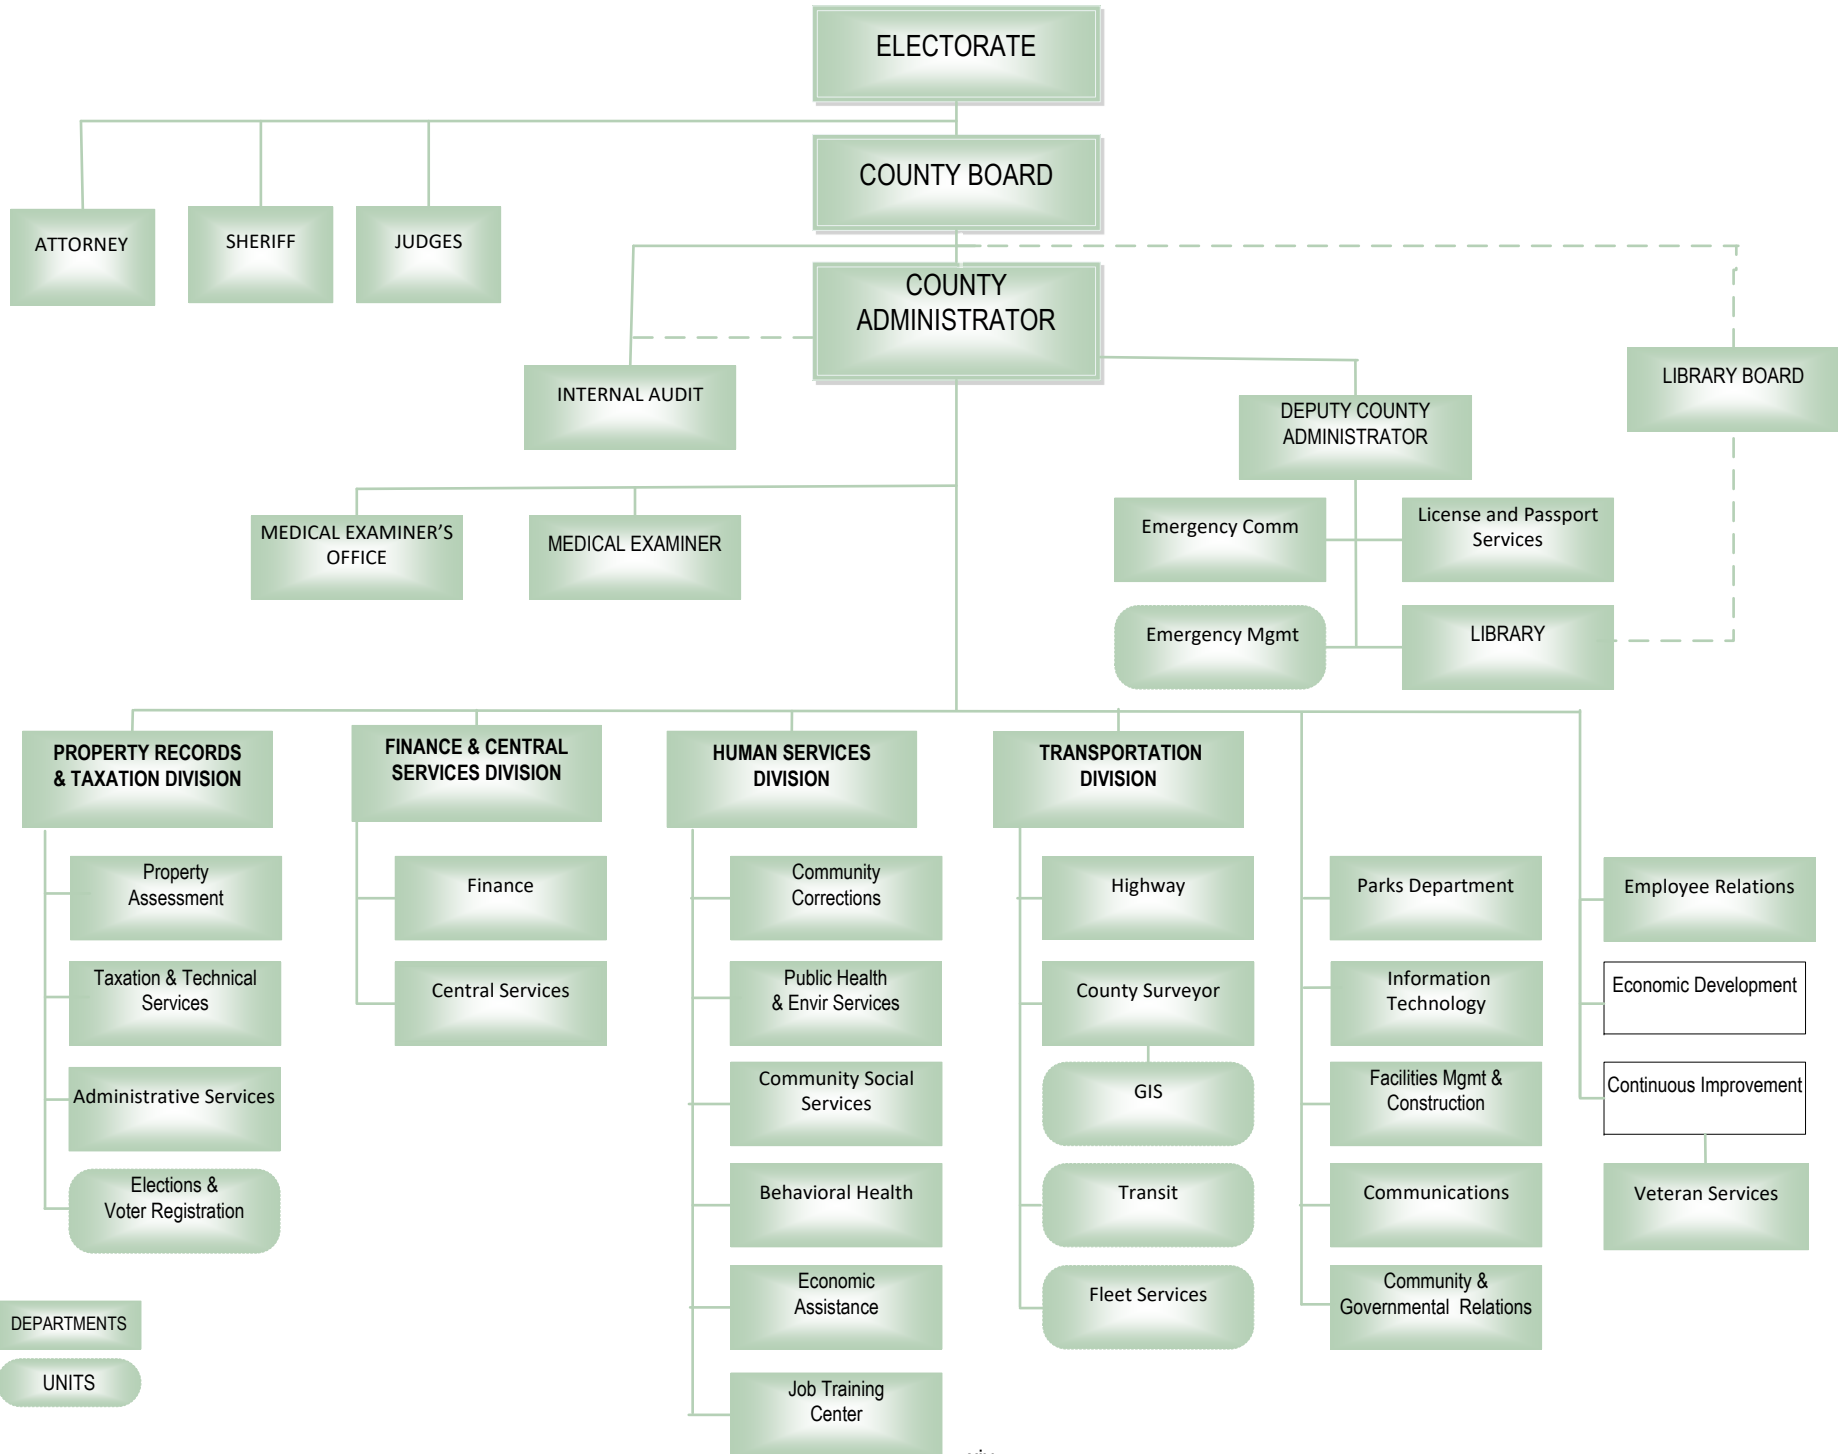 ELECTORATE
COUNTY BOARD
ATTORNEY
SHERIFF
JUDGES
COUNTY
ADMINISTRATOR
INTERNAL AUDIT
LIBRARY BOARD
DEPUTY COUNTY
ADMINISTRATOR
MEDICAL EXAMINER’S
OFFICE
MEDICAL EXAMINER
Emergency Comm
License and Passport
Services
Emergency Mgmt
LIBRARY
PROPERTY RECORDS
& TAXATION DIVISION
Property
Assessment
Taxation & Technical
Services
Administrative Services
Elections &
Voter Registration
FINANCE & CENTRAL
SERVICES DIVISION
Finance
Central Services
HUMAN SERVICES
DIVISION
Community
Corrections
Public Health
& Envir Services
Community Social
Services
Behavioral Health
Economic
Assistance
Job Training
Center
TRANSPORTATION
DIVISION
Highway
County Surveyor
GIS
Transit
Fleet Services
Parks Department
Information
Technology
Facilities Mgmt &
Construction
Communications
Community &
Governmental Relations
Employee Relations
Economic Development
Continuous Improvement
Veteran Services
DEPARTMENTS
UNITS